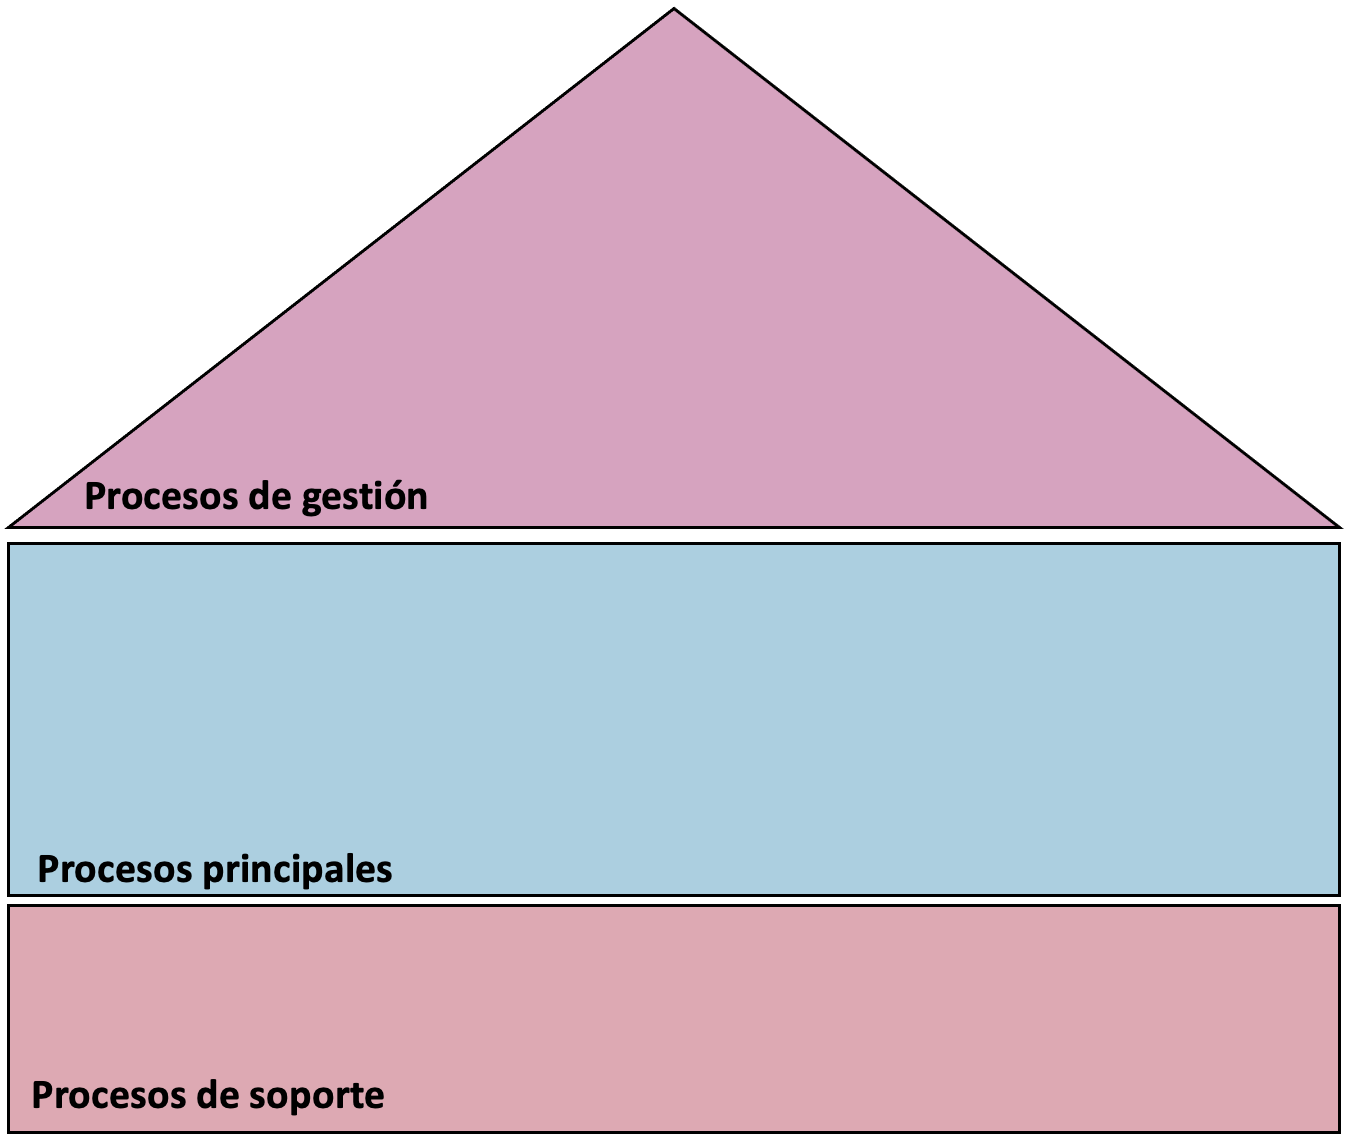 Procesos de gestión
Procesos principales
Procesos de soporte